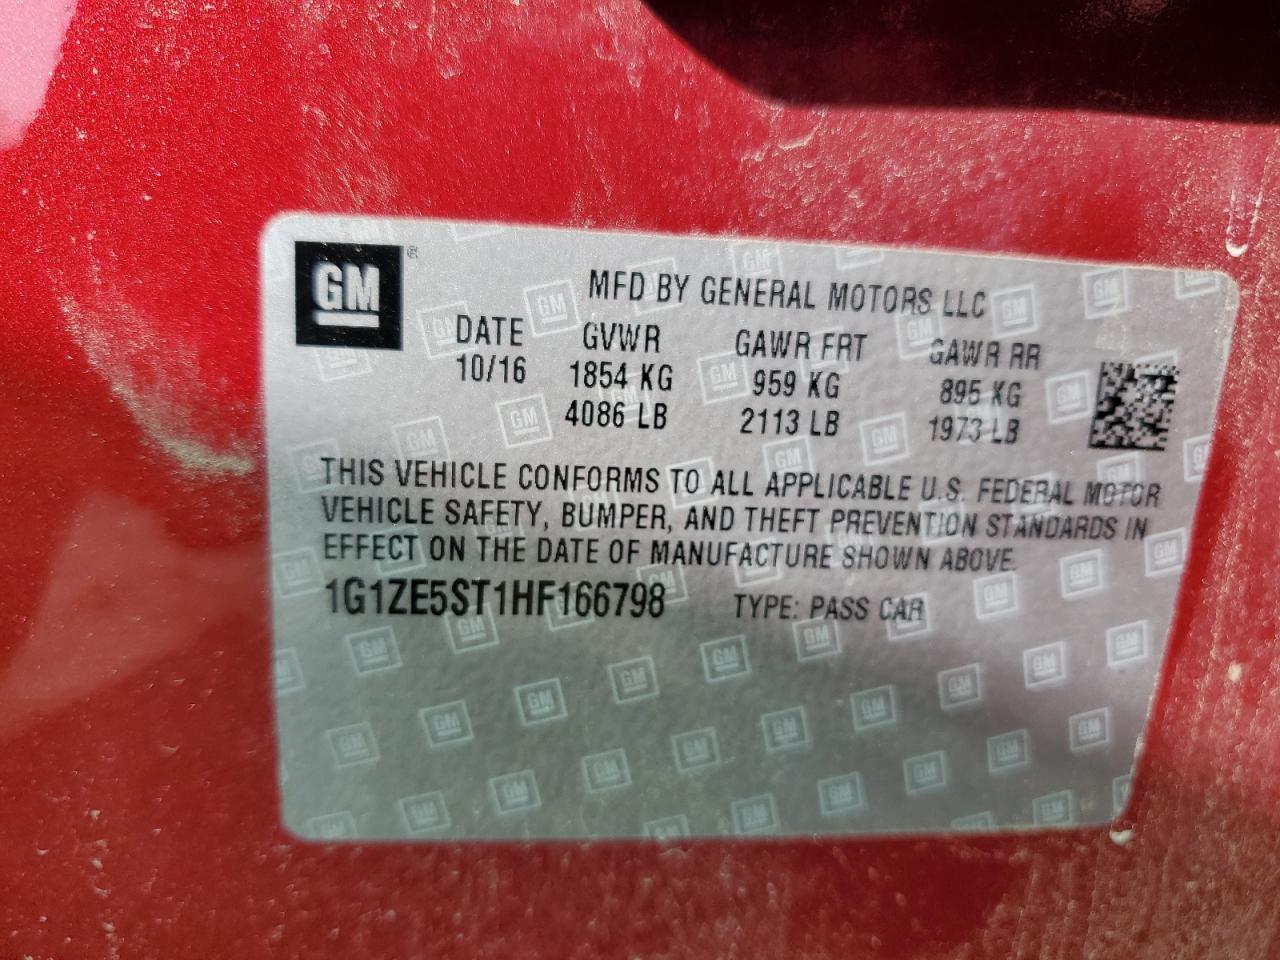 GM ®
MFD BY GENERAL MOTORS LLC
DATE GVWR GAWR FRT GAWR RR
10/16 1854 KG 959 KG 895 KG
4086 LB 2113 LB 1973 LB
THIS VEHICLE CONFORMS TO ALL APPLICABLE U.S. FEDERAL MOTOR
VEHICLE SAFETY, BUMPER, AND THEFT PREVENTION STANDARDS IN
EFFECT ON THE DATE OF MANUFACTURE SHOWN ABOVE.
1G1ZE5ST1HF166798 TYPE: PASS CAR